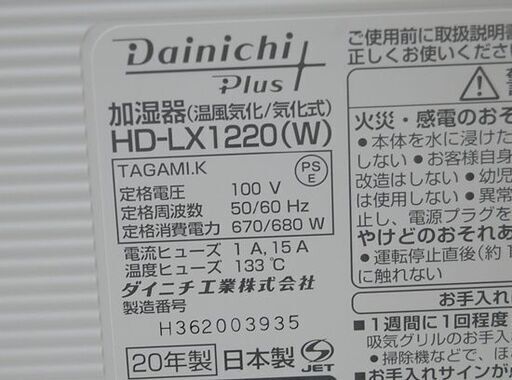 Dainichi
Plus
加湿器(温風気化/気化式)
HD-LX1220(W)
TAGAMI.K
PS
E
定格電圧 100 V
定格周波数 50/60 Hz
定格消費電力 670/680 W
電流ヒューズ 1 A, 15 A
温度ヒューズ 133℃
ダイニチ工業株式会社
製造番号
H362003935
20年製 日本製 S JET
ご使用前に取扱説明書
正しくお使いください
火災・感電のおそ
●本体を水に浸けた
しない ●お客様自身
改造はしない ●幼児
は使用しない ●異常
止し、電源プラグを
やけどのおそれあ
●運転停止直後(約1
に触れない
お手入れ
■1週間に1回程度
吸気グリルのお手入
●掃除機などで、ほ
■お手入れサインが点